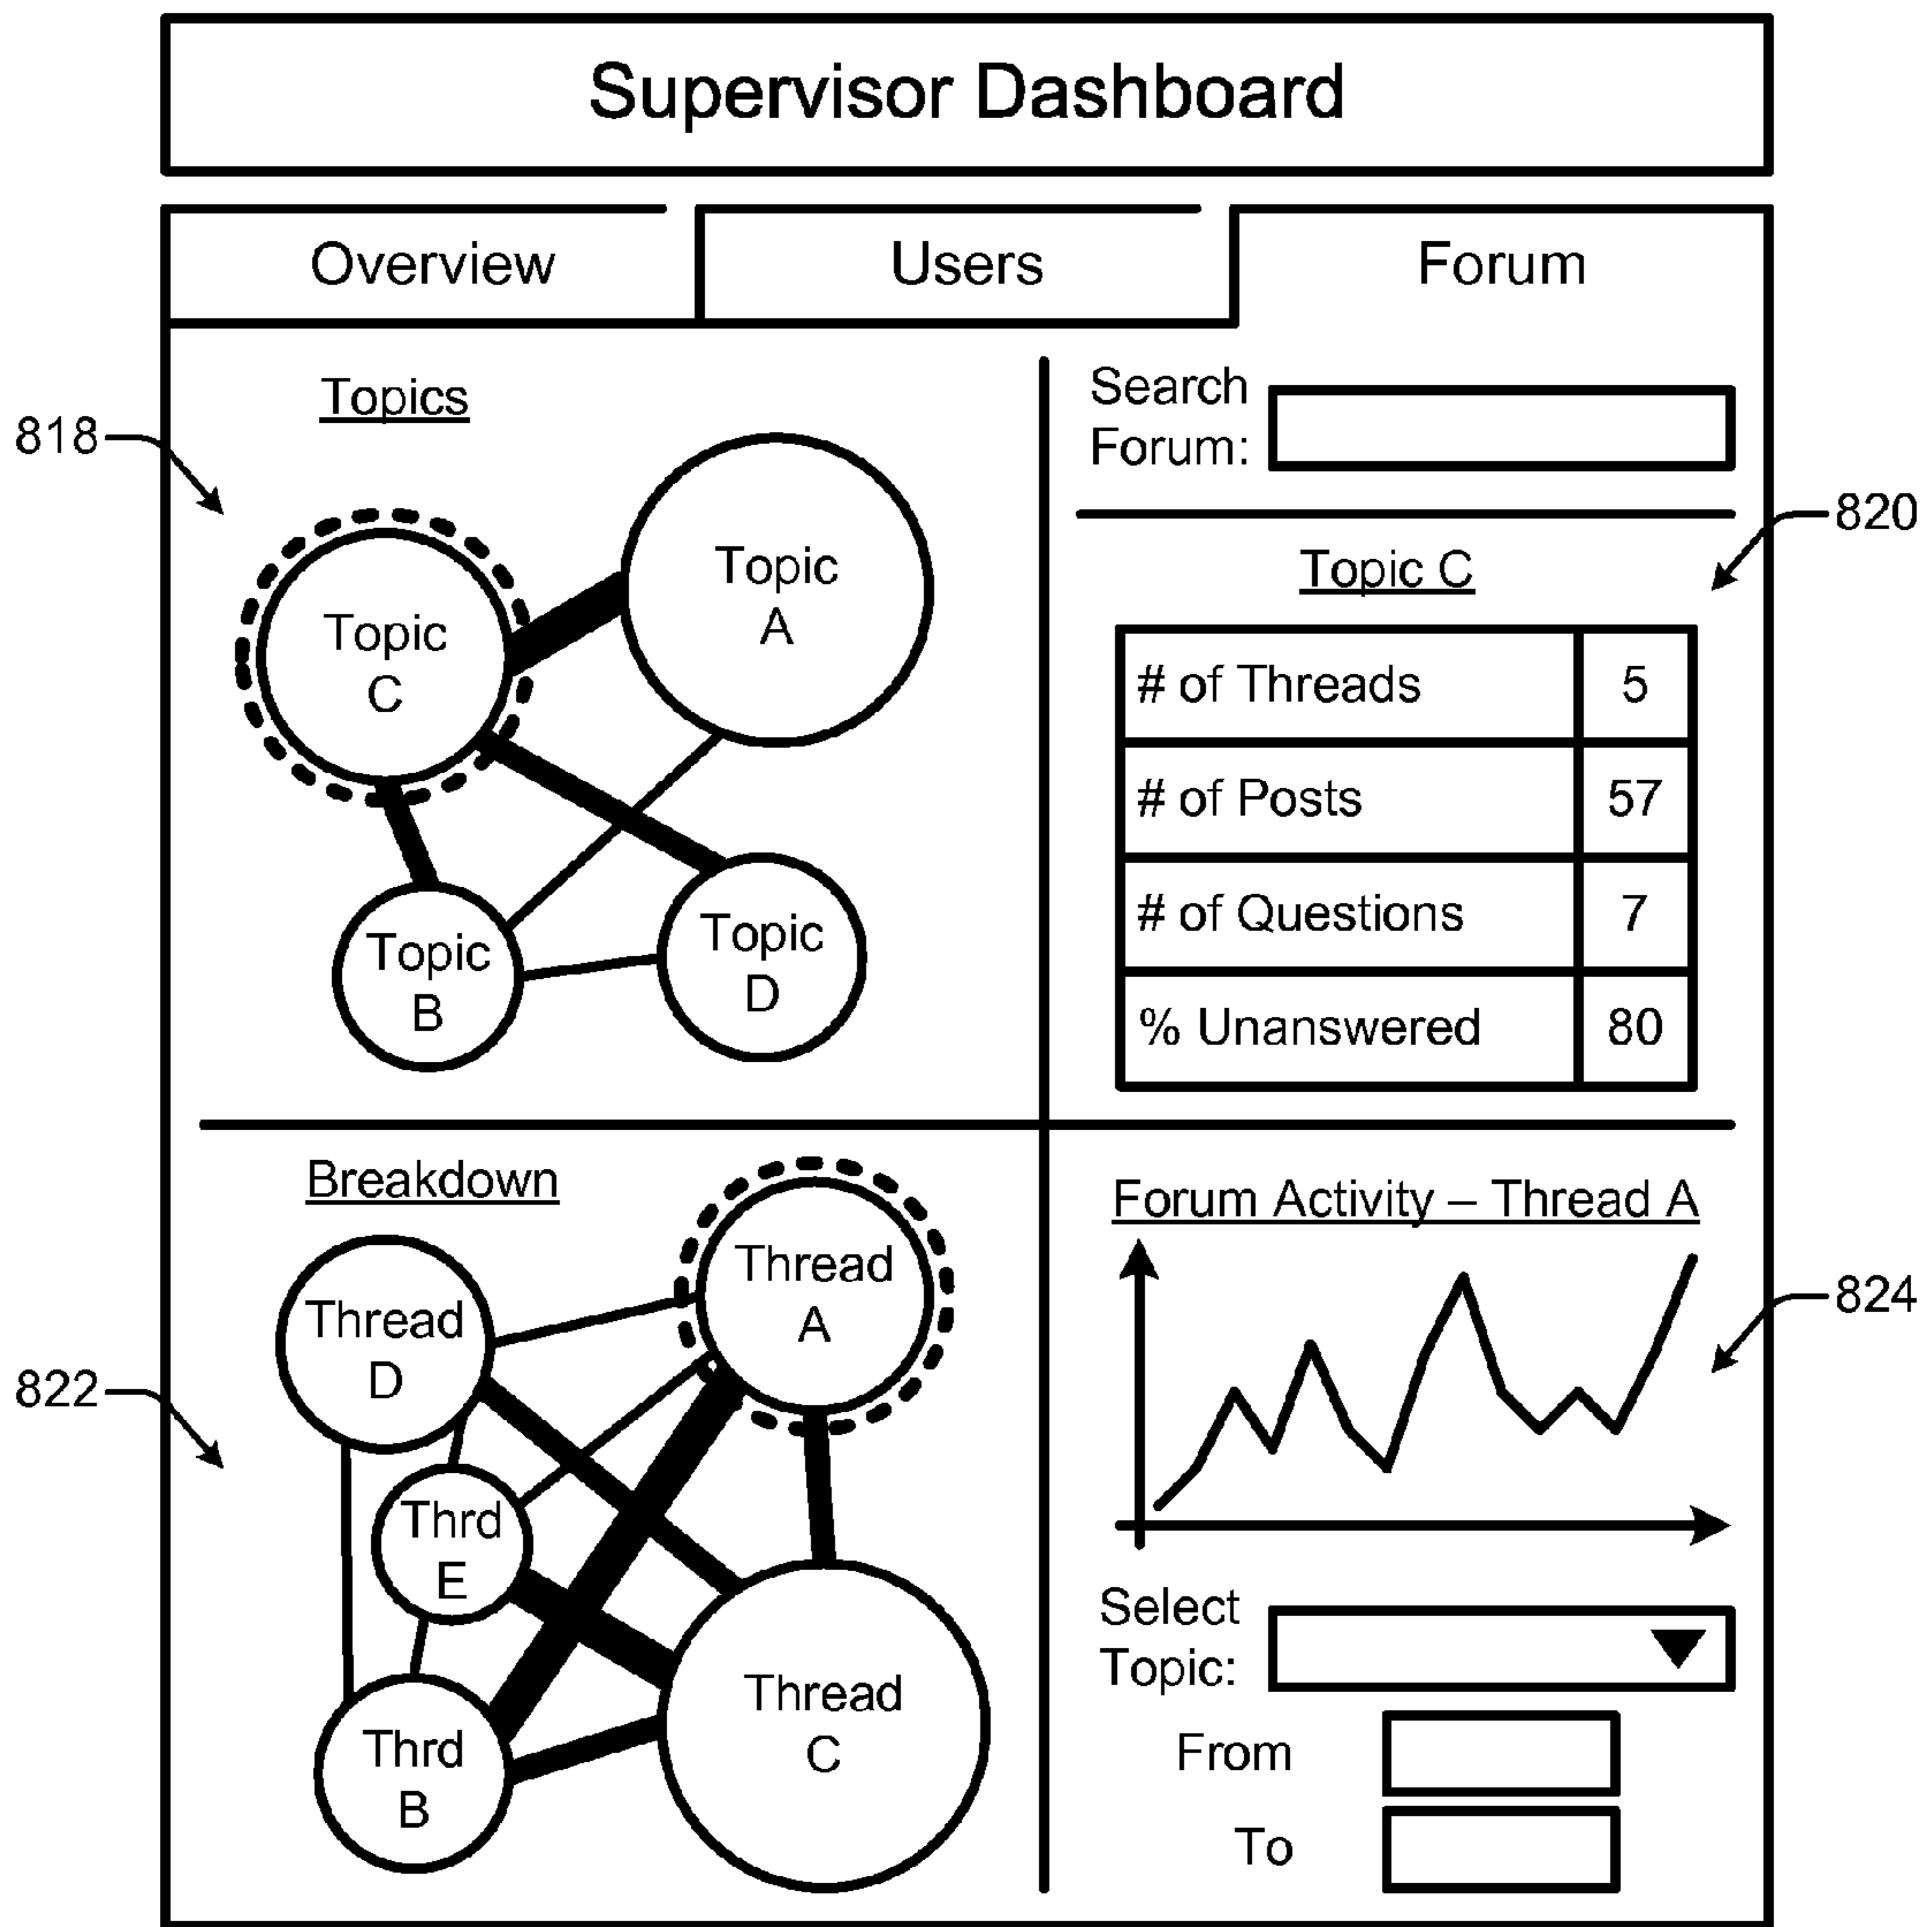 Supervisor Dashboard
Overview
Users
Forum
Topics
818
Topic
A
Topic
C
Topic
B
Topic
D
Search
Forum:
820
Topic C
# of Threads 5
# of Posts 57
# of Questions 7
% Unanswered 80
Breakdown
822
Thread
A
Thread
D
Thrd
E
Thread
C
Thrd
B
Forum Activity – Thread A
824
Select
Topic:
From
To